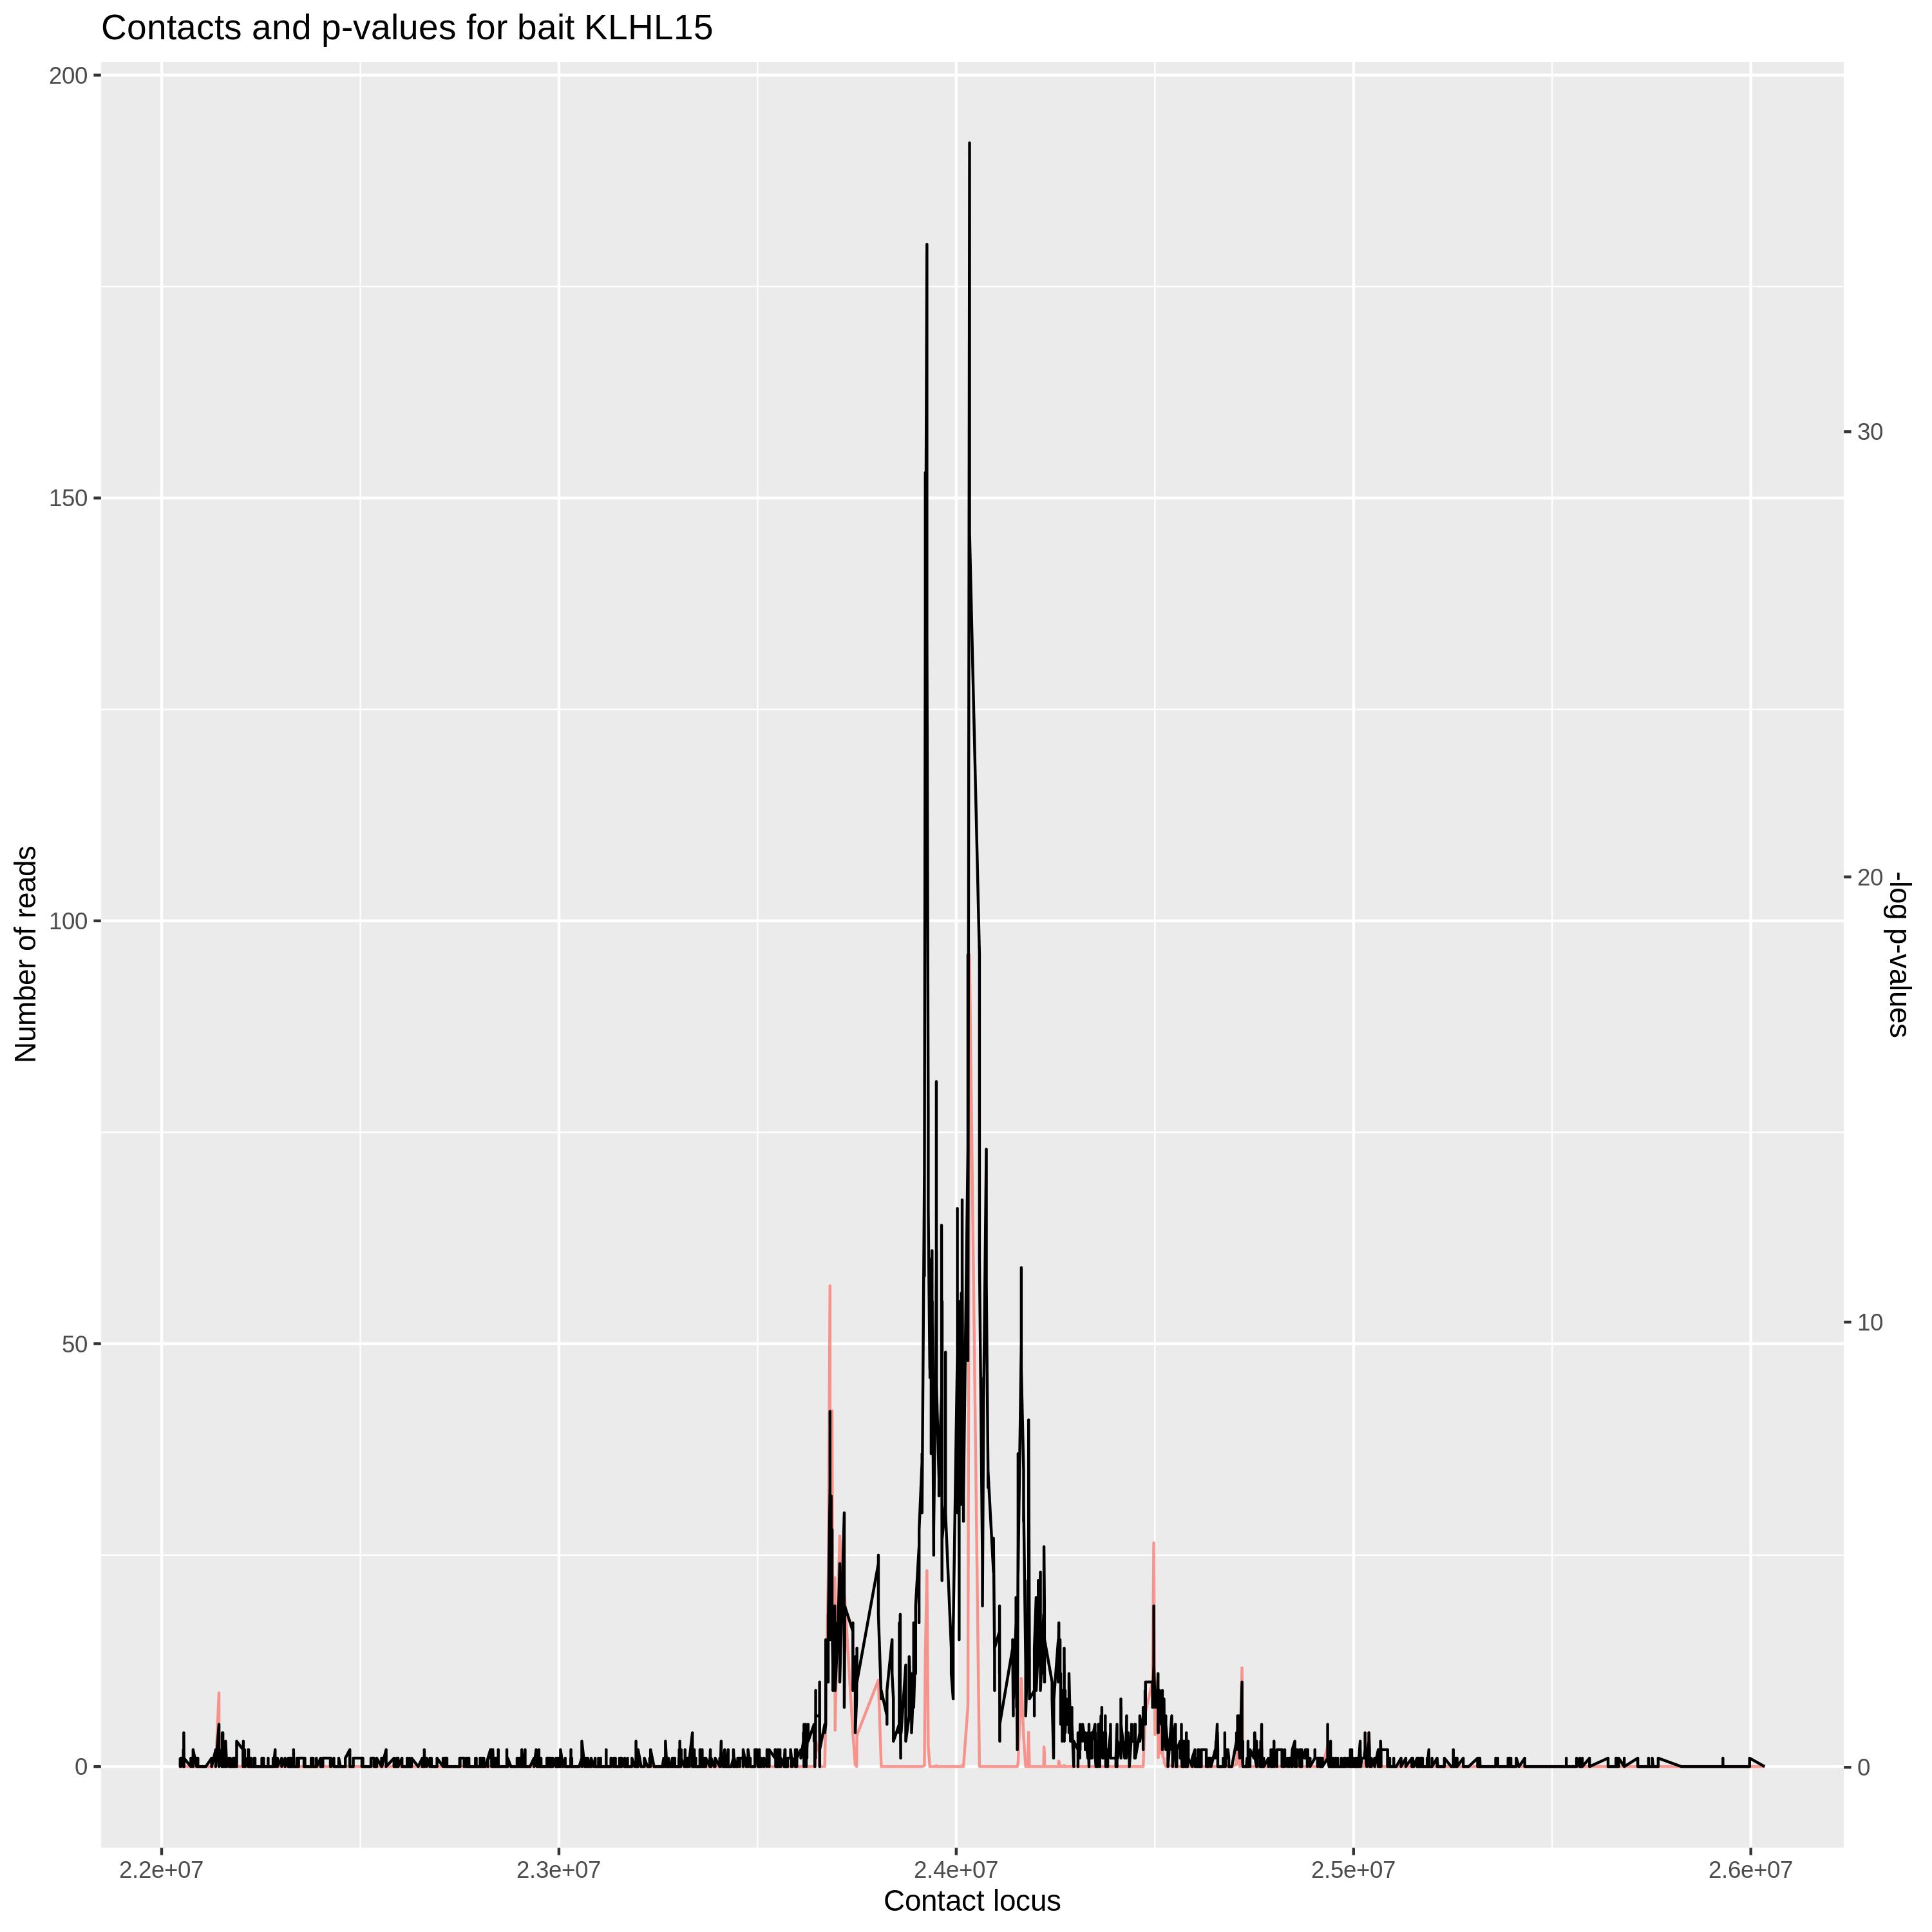 Contacts and p-values for bait KLHL15
200
150
100
50
0
30
20
10
0
Number of reads
-log p-values
2.2e+07 2.3e+07 2.4e+07 2.5e+07 2.6e+07
Contact locus